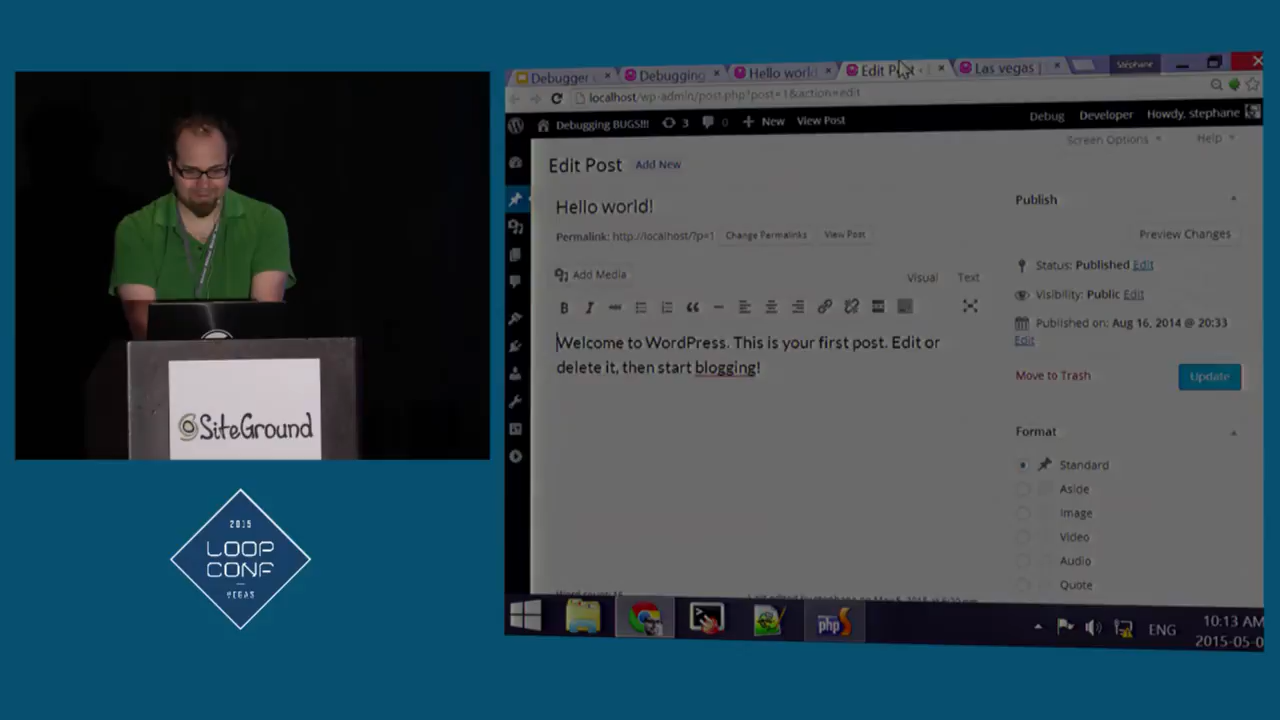 SiteGround
2015
LOOP
CONF
VEGAS
Debugger
Debugging
Hello world
Edit Post
Las vegas
Stephane
localhost/wp-admin/post.php?post=1&action=edit
Debugging BUGS!!! 3 0 New View Post Debug Developer Howdy, stephane
Screen Options Help
Edit Post Add New
Hello world!
Permalink: http://localhost/?p=1 Change Permalinks View Post
Add Media Visual Text
B I
Welcome to WordPress. This is your first post. Edit or
delete it, then start blogging!
Publish
Preview Changes
Status: Published Edit
Visibility: Public Edit
Published on: Aug 16, 2014 @ 20:33
Edit
Move to Trash Update
Format
Standard
Aside
Image
Video
Audio
Quote
php
ENG
10:13 AM
2015-05-0